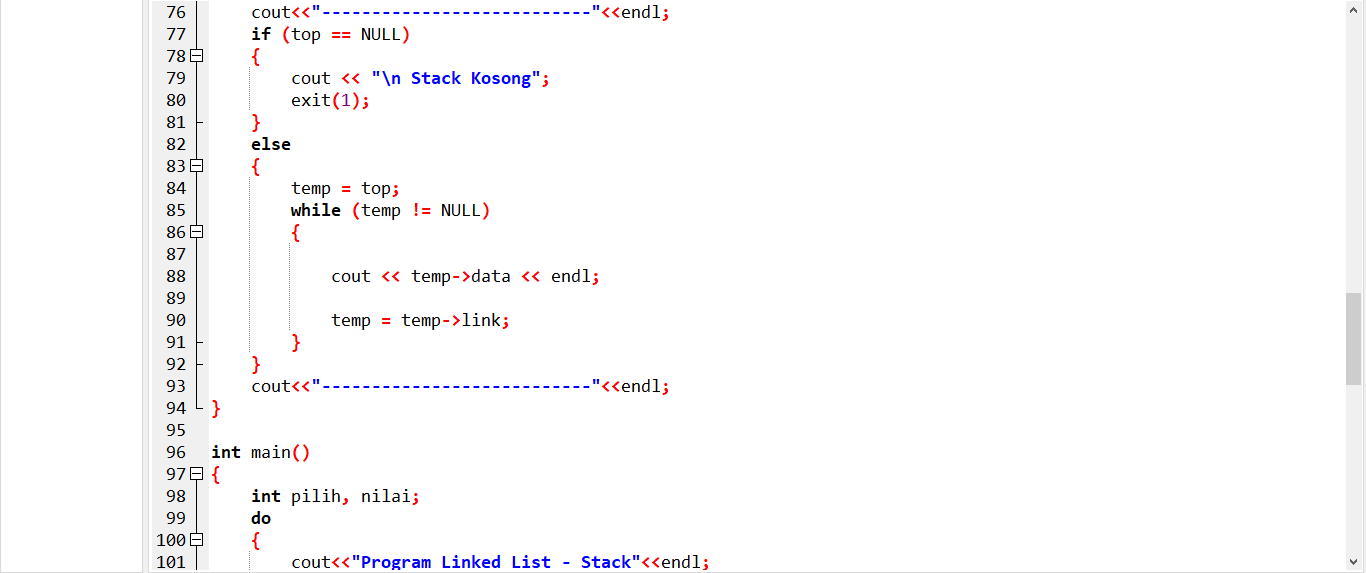 76 cout<<"---------------------------"<<endl;
77 if (top == NULL)
78 {
79 cout << "\n Stack Kosong";
80 exit(1);
81 }
82 else
83 {
84 temp = top;
85 while (temp != NULL)
86 {
87
88 cout << temp->data << endl;
89
90 temp = temp->link;
91 }
92 }
93 cout<<"---------------------------"<<endl;
94 }
95
96 int main()
97 {
98 int pilih, nilai;
99 do
100 {
101 cout<<"Program Linked List - Stack"<<endl;